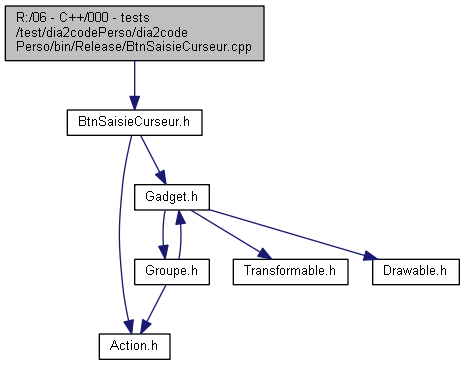 R:/06 - C++/000 - tests
/test/dia2codePerso/dia2code
Perso/bin/Release/BtnSaisieCurseur.cpp
BtnSaisieCurseur.h
Gadget.h
Groupe.h
Transformable.h
Drawable.h
Action.h